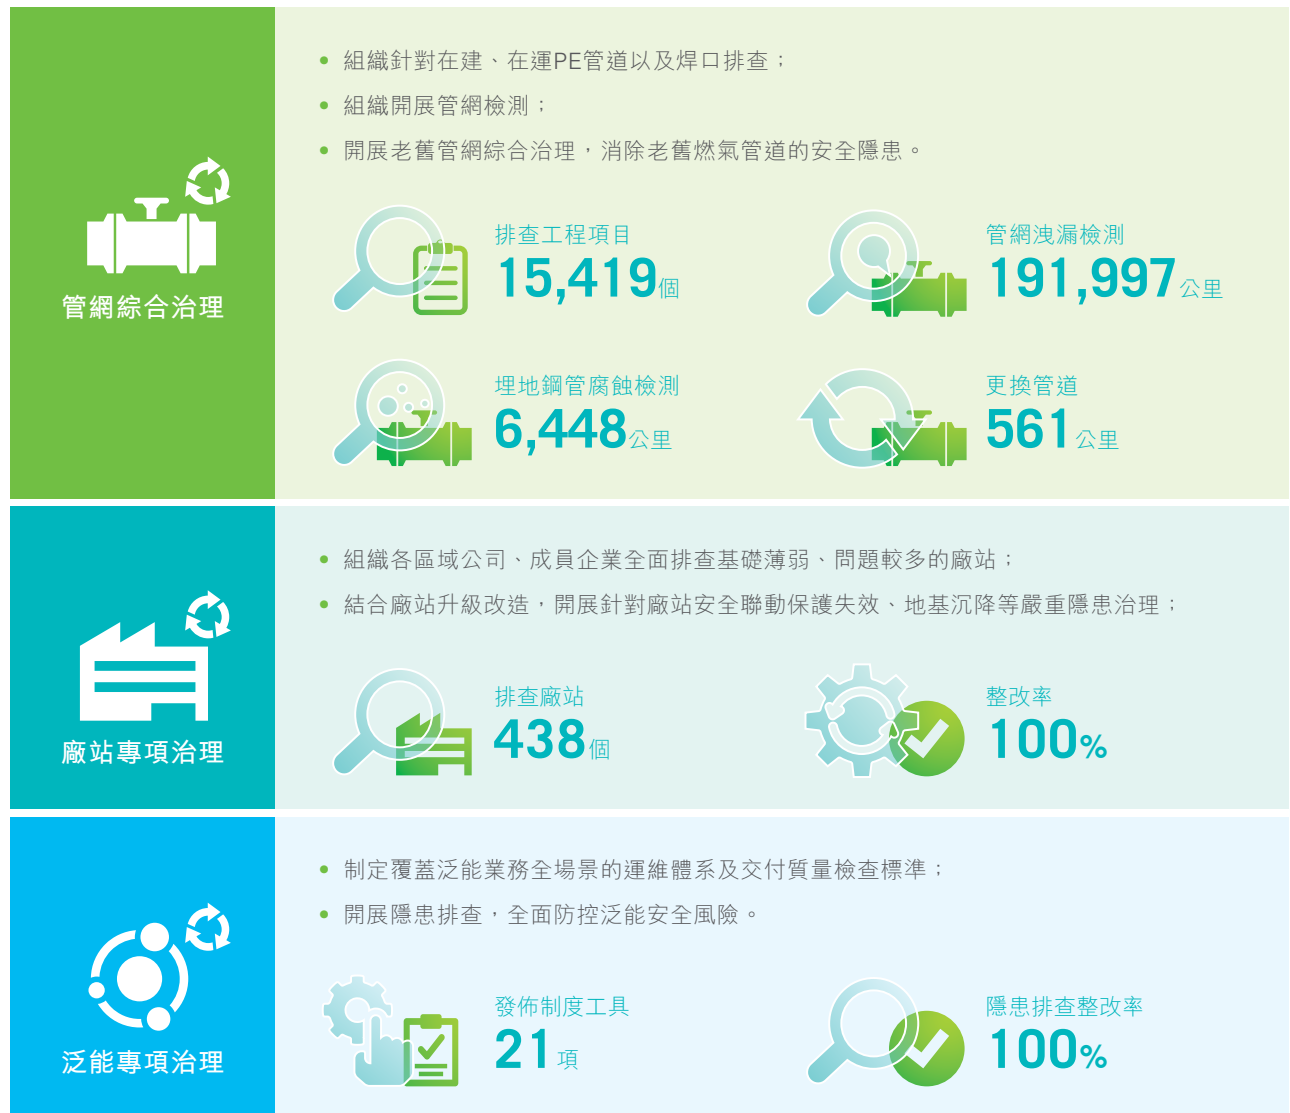 管網綜合治理
• 組織針對在建、在運PE管道以及焊口排查；
• 組織開展管網檢測；
• 開展老舊管網綜合治理，消除老舊燃氣管道的安全隱患。
排查工程項目
15,419個
管網洩漏檢測
191,997公里
埋地鋼管腐蝕檢測
6,448公里
更換管道
561公里
廠站專項治理
• 組織各區域公司、成員企業全面排查基礎薄弱、問題較多的廠站；
• 結合廠站升級改造，開展針對廠站安全聯動保護失效、地基沉降等嚴重隱患治理；
排查廠站
438個
整改率
100%
泛能專項治理
• 制定覆蓋泛能業務全場景的運維體系及交付質量檢查標準；
• 開展隱患排查，全面防控泛能安全風險。
發佈制度工具
21項
隱患排查整改率
100%